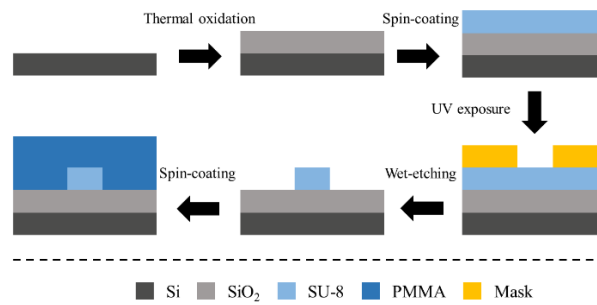 Thermal oxidation
Spin-coating
UV exposure
Spin-coating
Wet-etching
Si
SiO₂
SU-8
PMMA
Mask